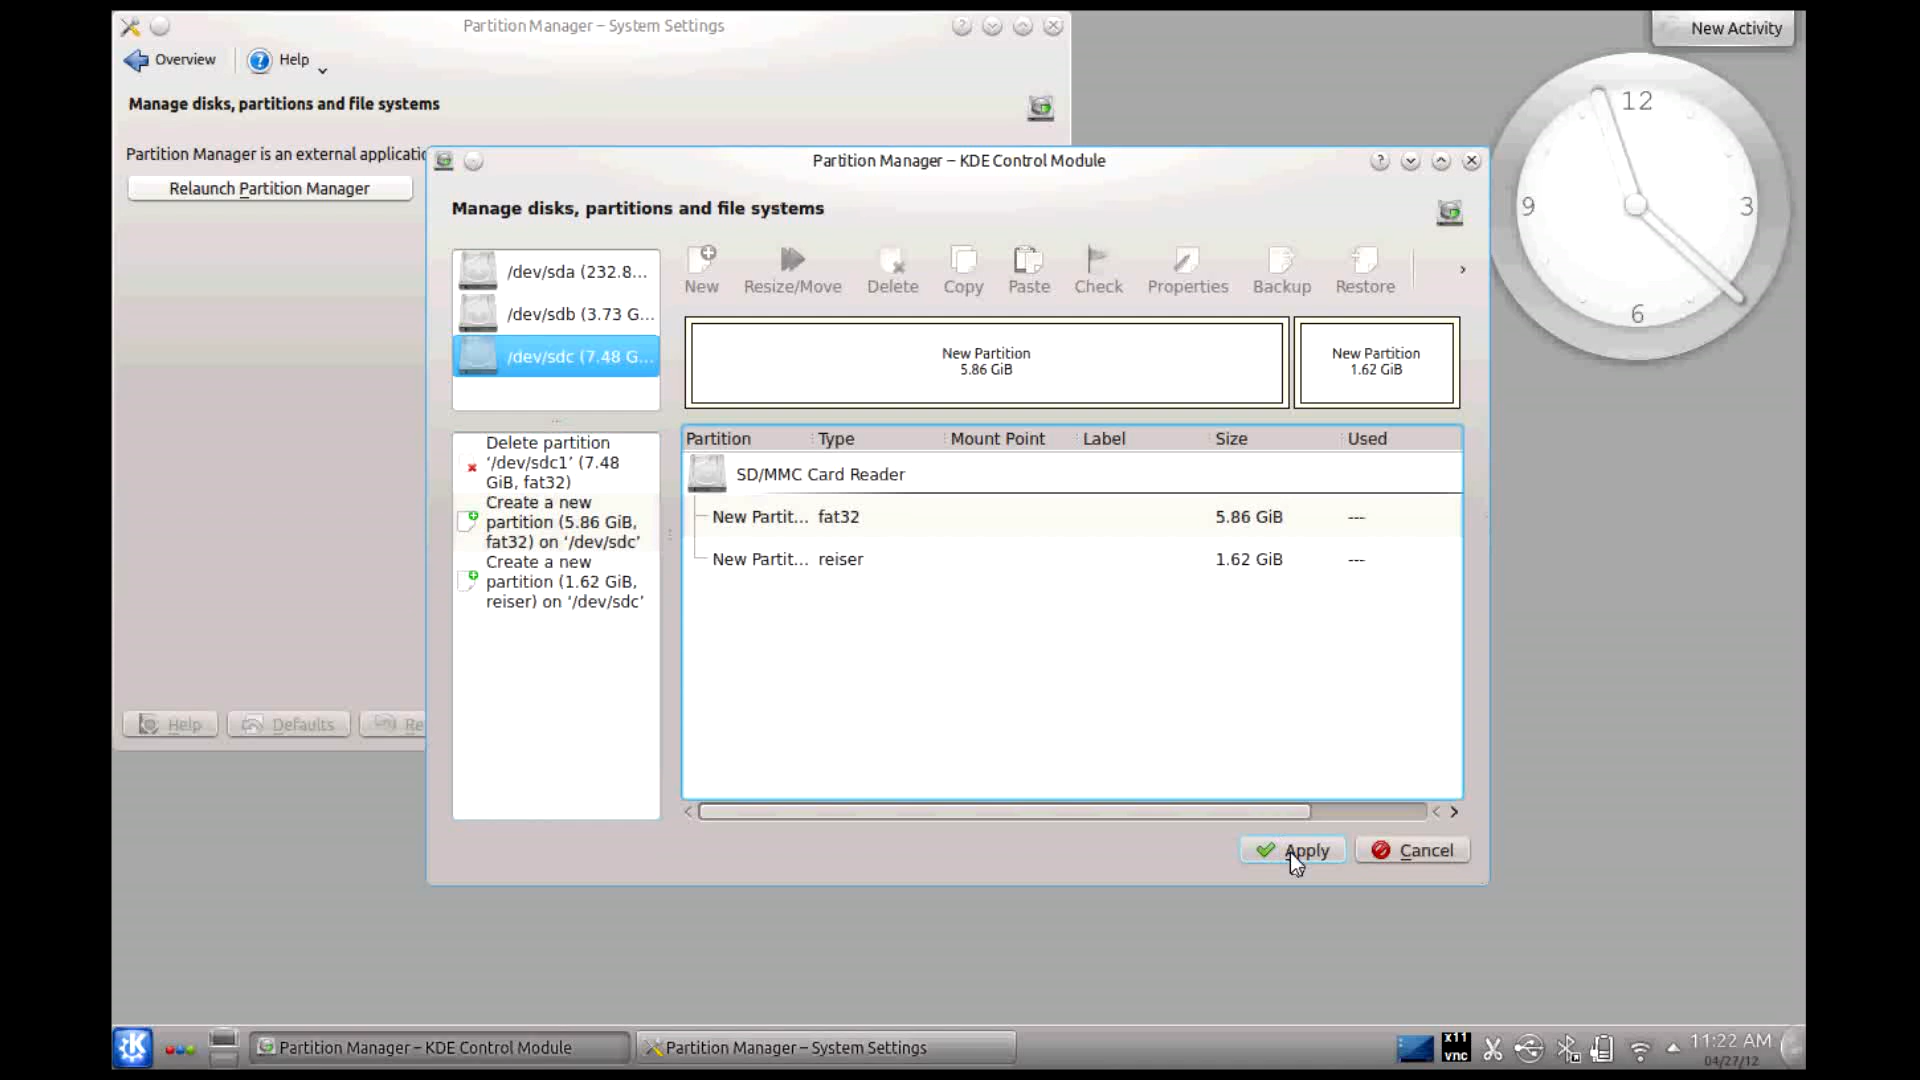 Partition Manager – System Settings
New Activity
Overview
Help
Manage disks, partitions and file systems
Partition Manager is an external applicatio
Relaunch Partition Manager
Partition Manager – KDE Control Module
Manage disks, partitions and file systems
/dev/sda (232.8...
/dev/sdb (3.73 G...
/dev/sdc (7.48 G...
New
Resize/Move
Delete
Copy
Paste
Check
Properties
Backup
Restore
New Partition
5.86 GiB
New Partition
1.62 GiB
Delete partition
‘/dev/sdc1’ (7.48
GiB, fat32)
Create a new
partition (5.86 GiB,
fat32) on ‘/dev/sdc’
Create a new
partition (1.62 GiB,
reiser) on ‘/dev/sdc’
Partition Type Mount Point Label Size Used
SD/MMC Card Reader
New Partit... fat32 5.86 GiB ---
New Partit... reiser 1.62 GiB ---
12
3
6
9
Help
Defaults
Re
Apply
Cancel
Partition Manager – KDE Control Module
Partition Manager – System Settings
X11
vnc
11:22 AM
04/27/12